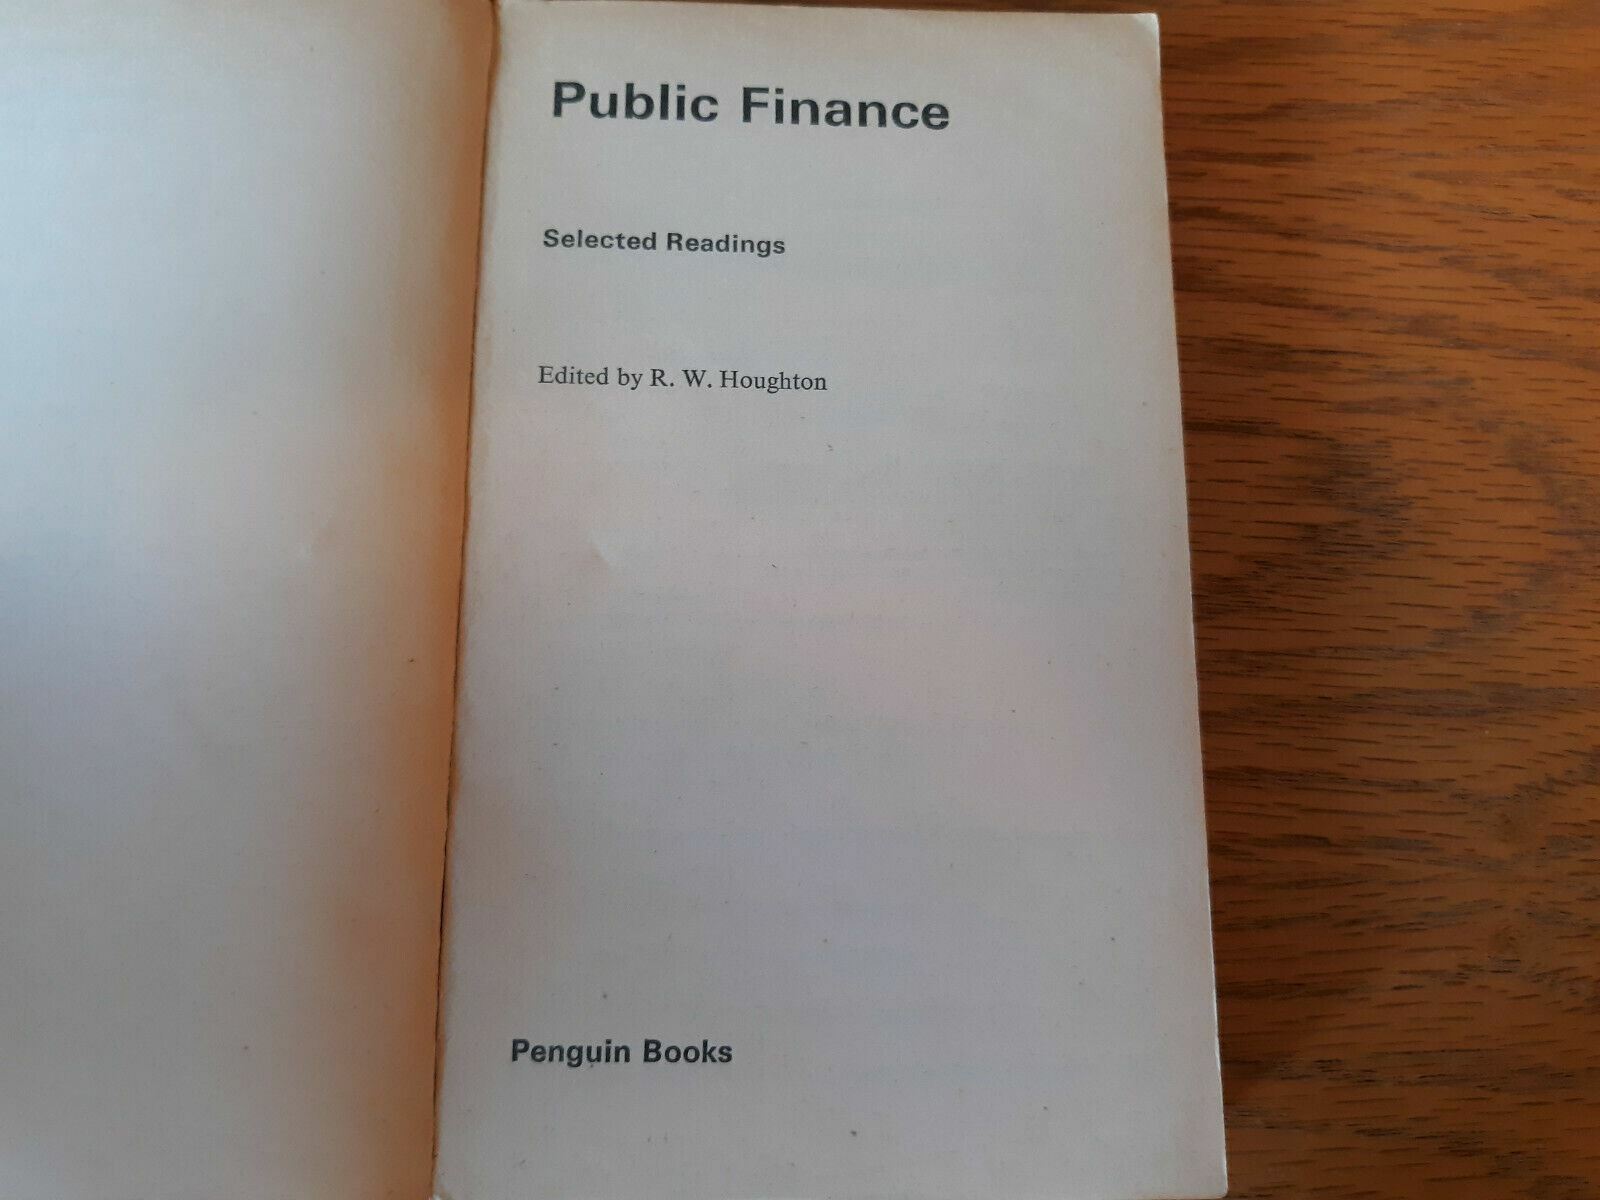 Public Finance
Selected Readings
Edited by R. W. Houghton
Penguin Books